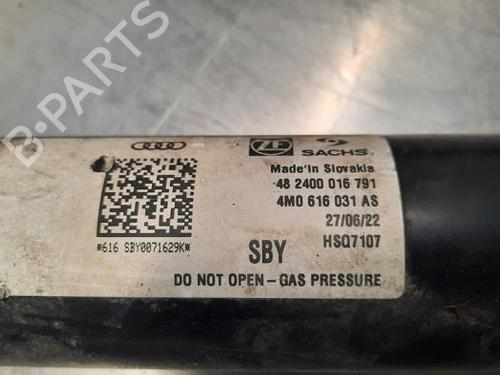 B-PARTS
ZF SACHS
Made in Slovakia
48 2400 016 791
4M0 616 031 AS
27/06/22
SBY HSQ7107
*616 SBY0071629K*
DO NOT OPEN-GAS PRESSURE